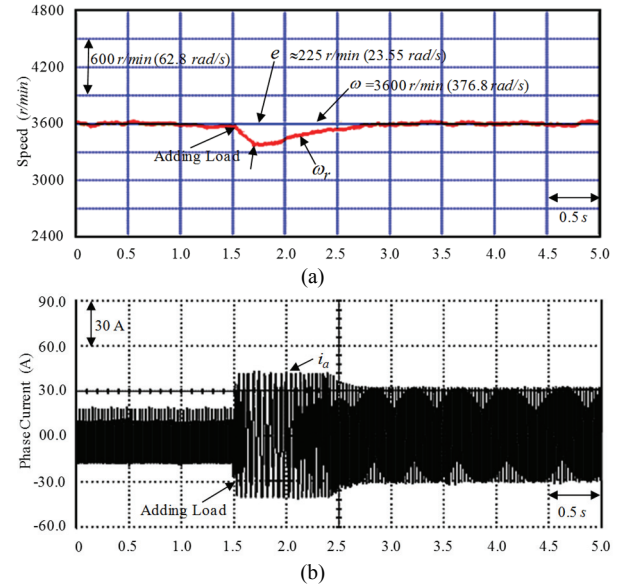 4800
4200
3600
3000
2400
Speed (r/min)
600 r/min (62.8 rad/s)
e ≈225 r/min (23.55 rad/s)
ω =3600 r/min (376.8 rad/s)
Adding Load
ωr
0.5 s
0 0.5 1.0 1.5 2.0 2.5 3.0 3.5 4.0 4.5 5.0
(a)
90.0
60.0
30.0
00.0
-30.0
-60.0
Phase Current (A)
30 A
ia
Adding Load
0.5 s
0.0 0.5 1.0 1.5 2.0 2.5 3.0 3.5 4.0 4.5 5.0
(b)